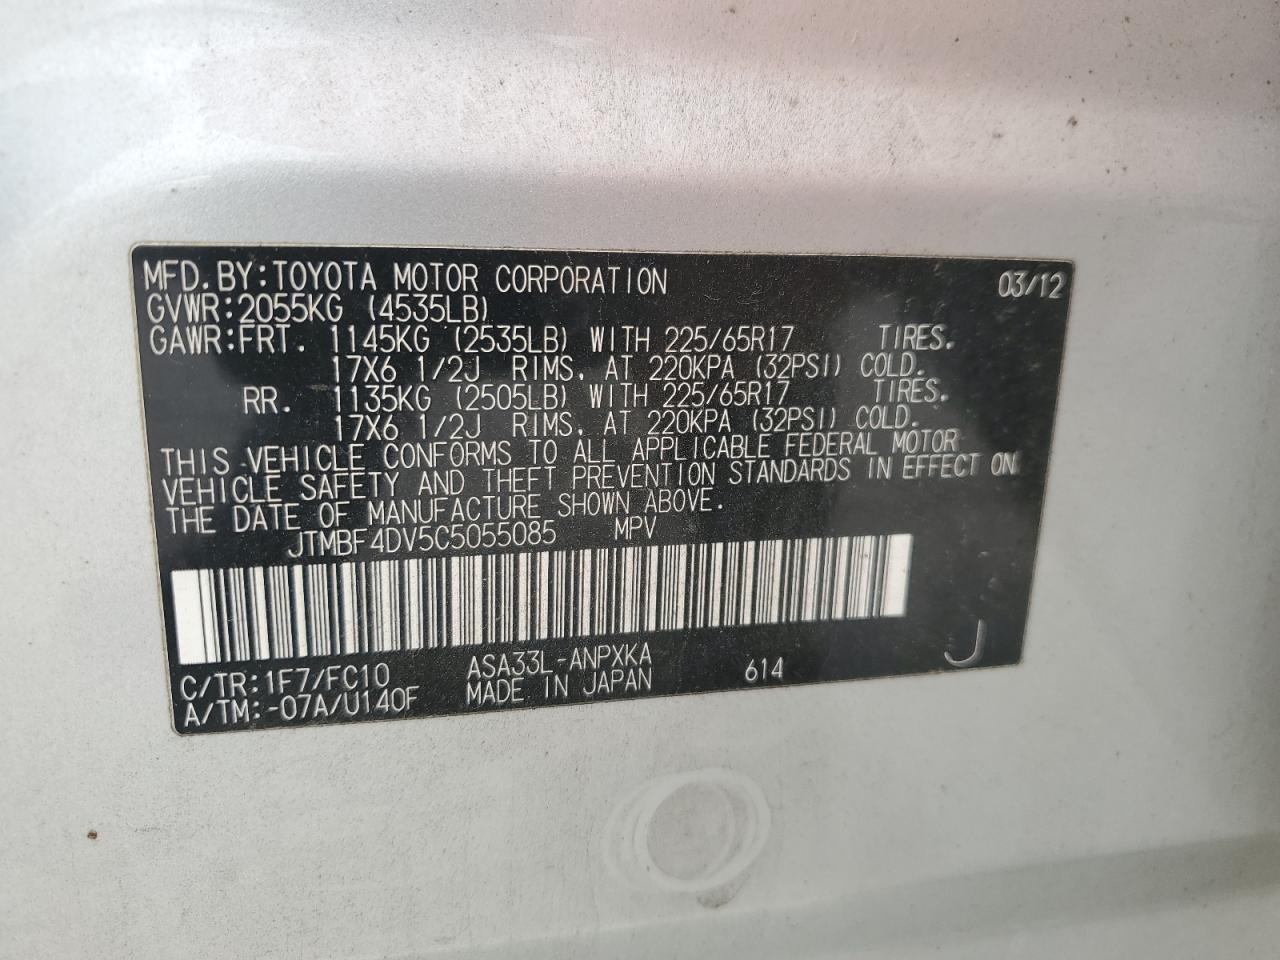 MFD. BY: TOYOTA MOTOR CORPORATION 03/12
GVWR: 2055KG (4535LB)
GAWR: FRT. 1145KG (2535LB) WITH 225/65R17 TIRES.
17X6 1/2J RIMS, AT 220KPA (32PSI) COLD.
RR. 1135KG (2505LB) WITH 225/65R17 TIRES.
17X6 1/2J RIMS, AT 220KPA (32PSI) COLD.
THIS VEHICLE CONFORMS TO ALL APPLICABLE FEDERAL MOTOR
VEHICLE SAFETY AND THEFT PREVENTION STANDARDS IN EFFECT ON
THE DATE OF MANUFACTURE SHOWN ABOVE.
JTMBF4DV5C5055085 MPV
C/TR: 1F7/FC10 ASA33L-ANPXKA 614 J
A/TM: -07A/U140F MADE IN JAPAN